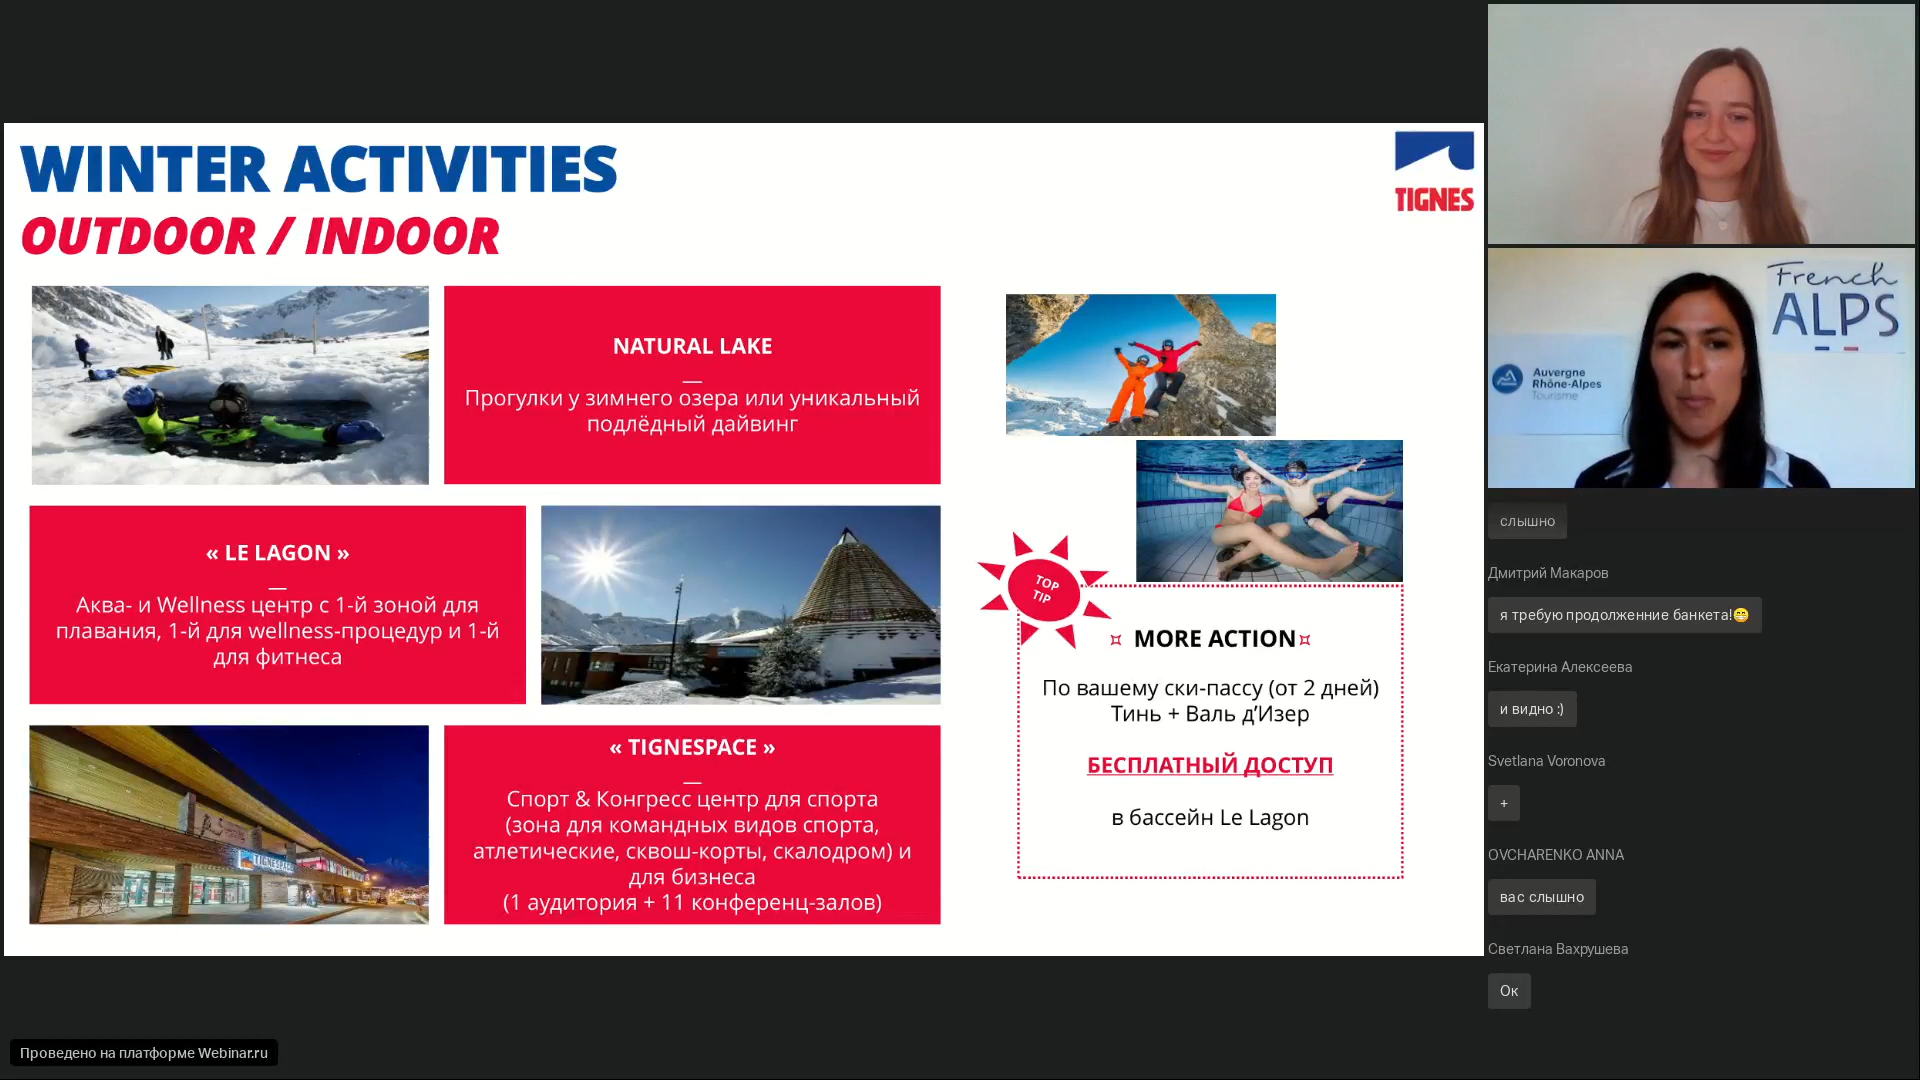 WINTER ACTIVITIES
OUTDOOR / INDOOR
TIGNES
NATURAL LAKE
—
Прогулки у зимнего озера или уникальный
подлёдный дайвинг
« LE LAGON »
—
Аква- и Wellness центр с 1-й зоной для
плавания, 1-й для wellness-процедур и 1-й
для фитнеса
TIGNESPACE
« TIGNESPACE »
—
Спорт & Конгресс центр для спорта
(зона для командных видов спорта,
атлетические, сквош-корты, скалодром) и
для бизнеса
(1 аудитория + 11 конференц-залов)
TOP
TIP
¤ MORE ACTION ¤
По вашему ски-пассу (от 2 дней)
Тинь + Валь д’Изер
БЕСПЛАТНЫЙ ДОСТУП
в бассейн Le Lagon
French
ALPS
Auvergne
Rhône-Alpes
Tourisme
слышно
Дмитрий Макаров
я требую продолженние банкета!😁
Екатерина Алексеева
и видно :)
Svetlana Voronova
+
OVCHARENKO ANNA
вас слышно
Светлана Вахрушева
Ок
Проведено на платформе Webinar.ru